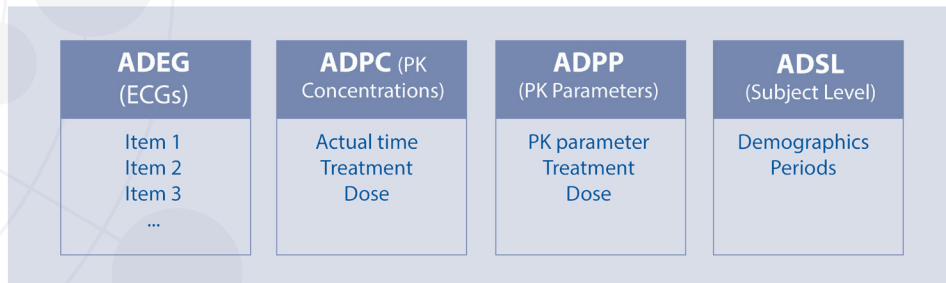 ADEG
(ECGs)
Item 1
Item 2
Item 3
...
ADPC (PK
Concentrations)
Actual time
Treatment
Dose
ADPP
(PK Parameters)
PK parameter
Treatment
Dose
ADSL
(Subject Level)
Demographics
Periods